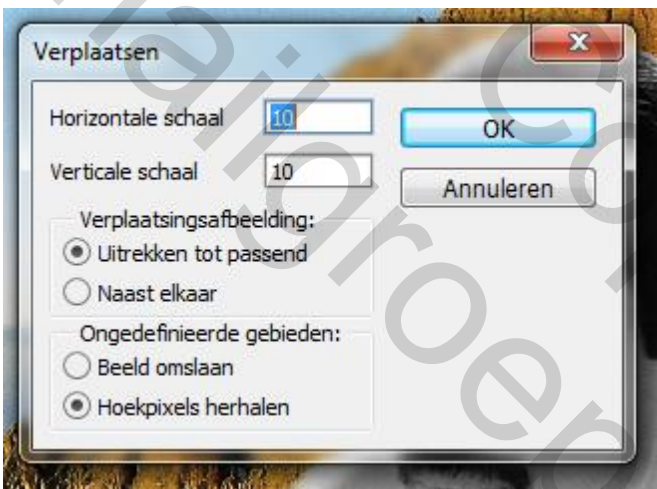 Verplaatsen
Horizontale schaal 10 OK
Verticale schaal 10 Annuleren
Verplaatsingsafbeelding:
Uitrekken tot passend
Naast elkaar
Ongedefinieerde gebieden:
Beeld omslaan
Hoekpixels herhalen